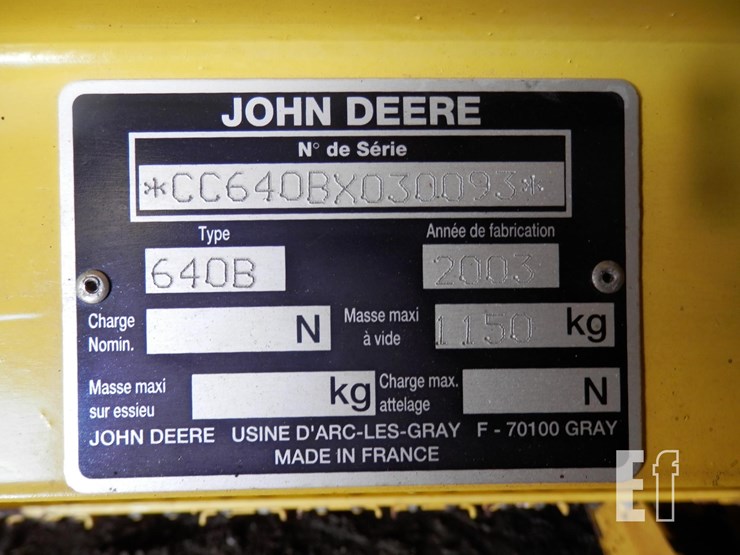 JOHN DEERE
N° de Série
*CC640BX030093*
Type
Année de fabrication
640B
2003
Charge
Nomin.
N
Masse maxi
à vide
1150 kg
Masse maxi
sur essieu
kg
Charge max.
attelage
N
JOHN DEERE USINE D'ARC-LES-GRAY F - 70100 GRAY
MADE IN FRANCE
Ef